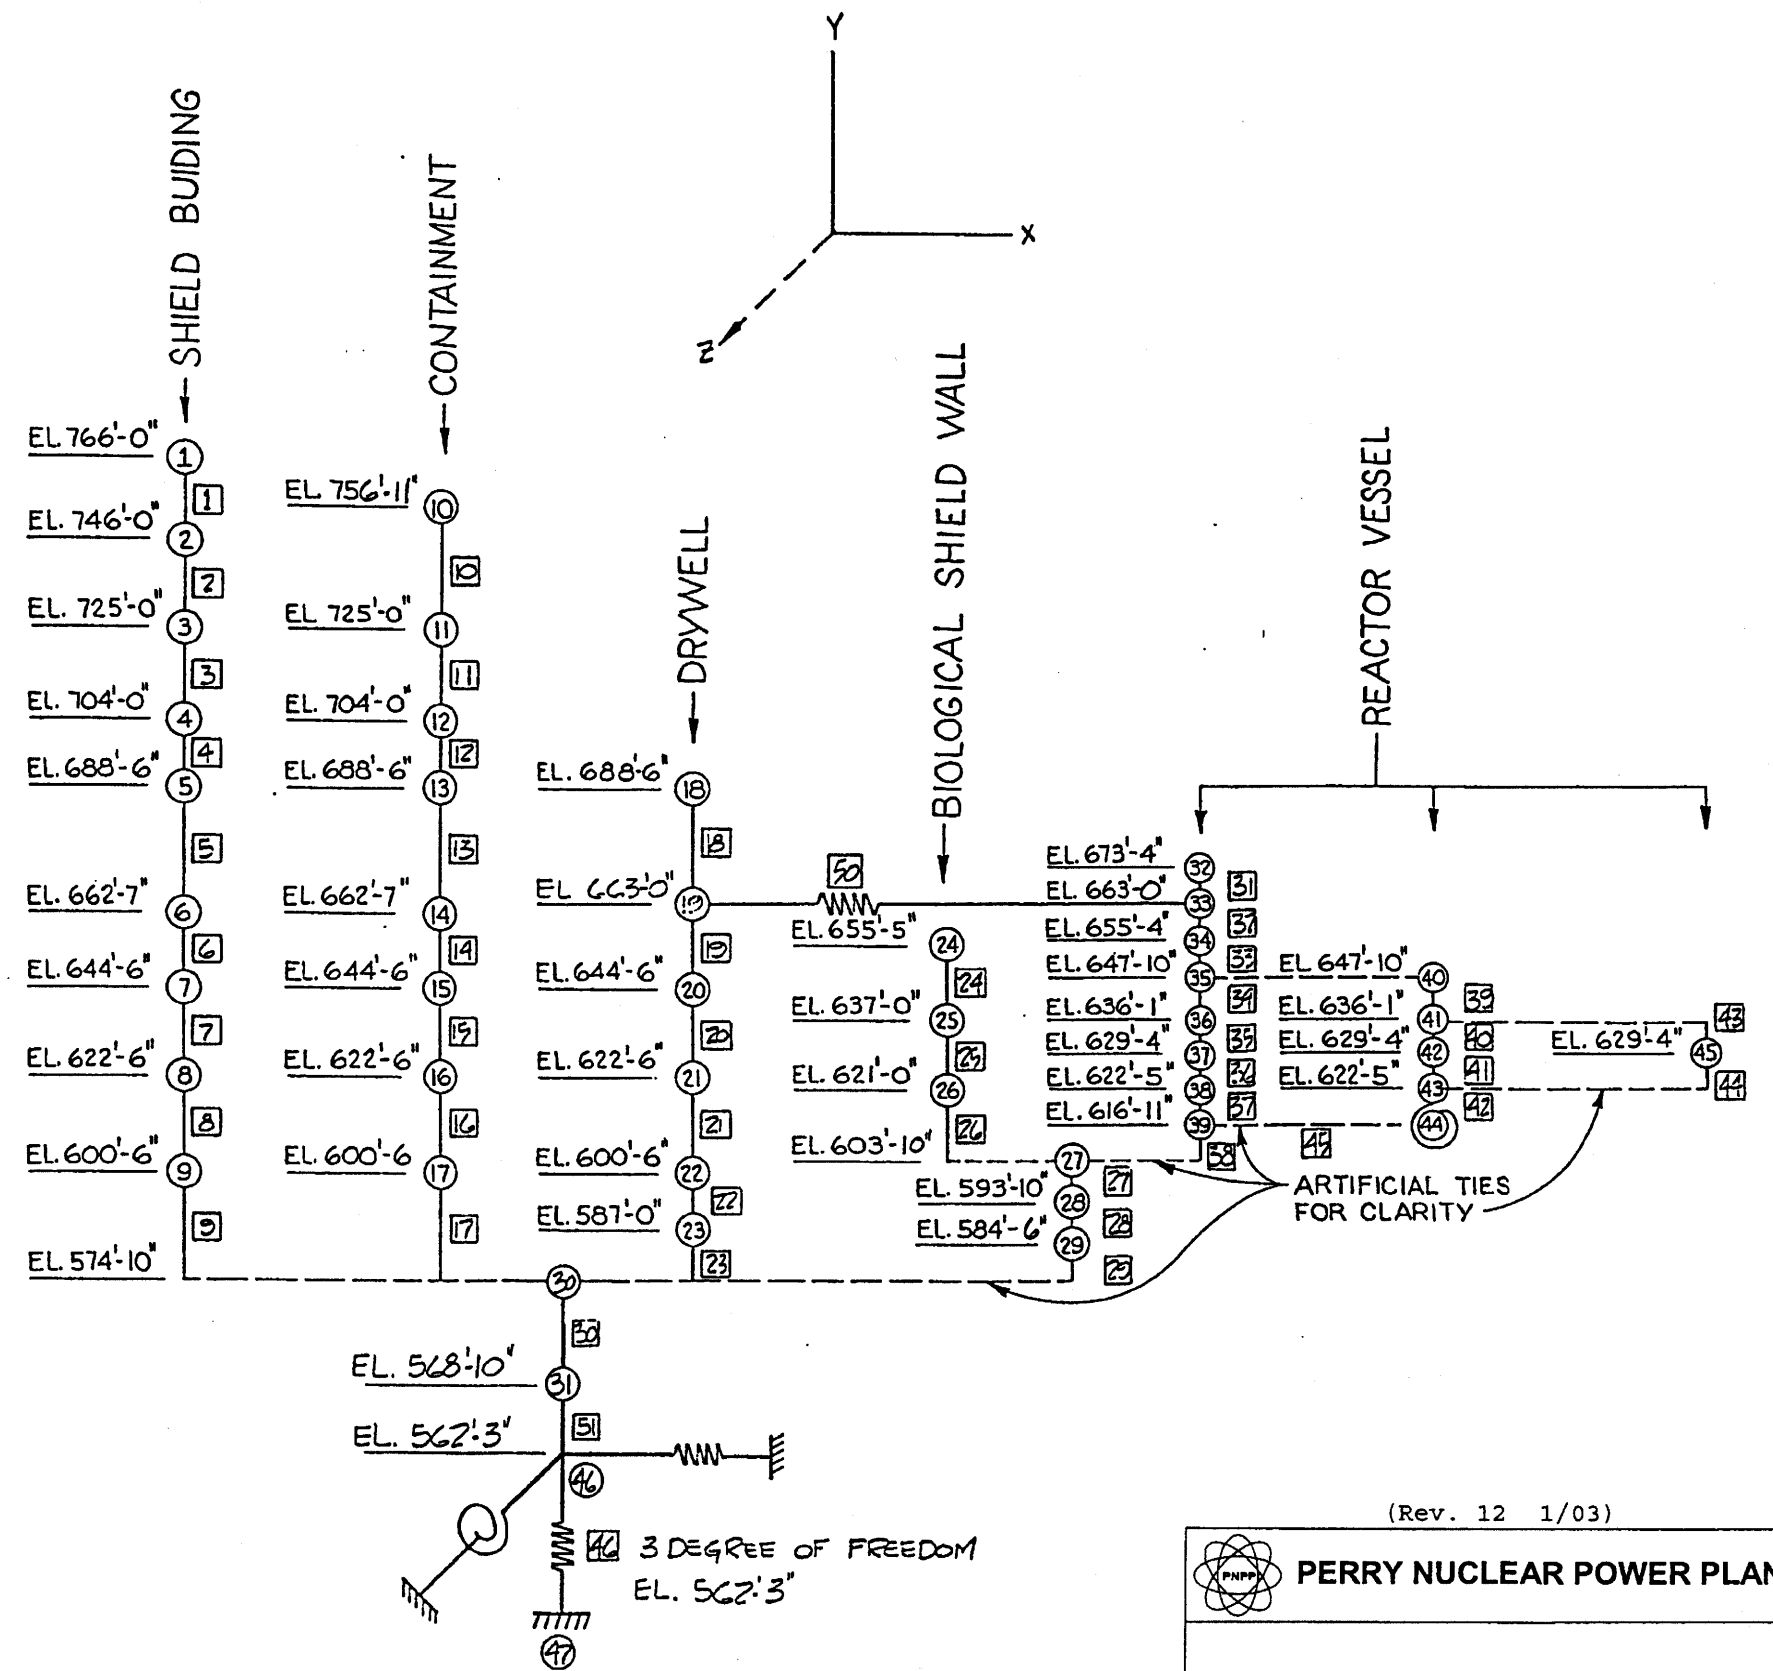 Y
X
Z
SHIELD BUIDING
CONTAINMENT
DRYWELL
BIOLOGICAL SHIELD WALL
REACTOR VESSEL
EL. 766'-0"
1
1
EL. 746'-0"
2
2
EL. 725'-0"
3
3
EL. 704'-0"
4
4
EL. 688'-6"
5
5
EL. 662'-7"
6
6
EL. 644'-6"
7
7
EL. 622'-6"
8
8
EL. 600'-6"
9
9
EL. 574'-10"
EL. 756'-11"
10
10
EL. 725'-0"
11
11
EL. 704'-0"
12
12
EL. 688'-6"
13
13
EL. 662'-7"
14
14
EL. 644'-6"
15
15
EL. 622'-6"
16
16
EL. 600'-6
17
17
EL. 688'-6"
18
18
EL. 663'-0"
19
50
19
EL. 644'-6"
20
20
EL. 622'-6"
21
21
EL. 600'-6"
22
22
EL. 587'-0"
23
23
EL. 655'-5"
24
24
EL. 637'-0"
25
25
EL. 621'-0"
26
26
EL. 603'-10"
27
27
EL. 593'-10"
28
28
EL. 584'-6"
29
29
EL. 673'-4"
32
31
EL. 663'-0"
33
EL. 655'-4"
34
33
EL. 647'-10"
35
34
EL. 636'-1"
36
35
EL. 629'-4"
37
36
EL. 622'-5"
38
37
EL. 616'-11"
39
38
45
EL. 647'-10"
40
39
EL. 636'-1"
41
40
EL. 629'-4"
42
41
EL. 622'-5"
43
42
44
43
EL. 629'-4"
45
44
ARTIFICIAL TIES
FOR CLARITY
30
30
EL. 568'-10"
31
51
EL. 562'-3"
46
46 3 DEGREE OF FREEDOM
EL. 562'-3"
47
(Rev. 12 1/03)
PNPP
PERRY NUCLEAR POWER PLAN